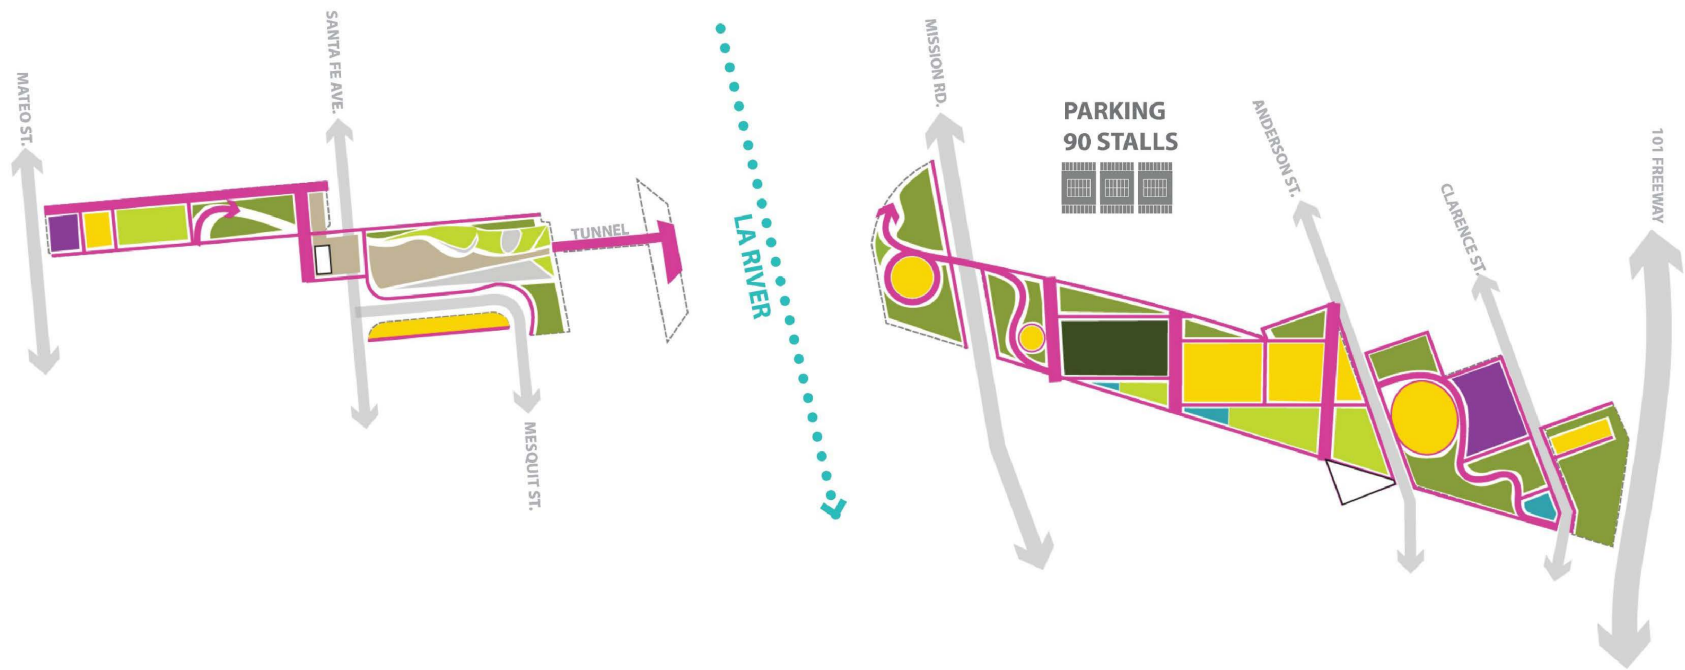 MATEO ST.
SANTA FE AVE.
TUNNEL
MESQUIT ST.
LA RIVER
MISSION RD.
PARKING
90 STALLS
ANDERSON ST.
CLARENCE ST.
101 FREEWAY